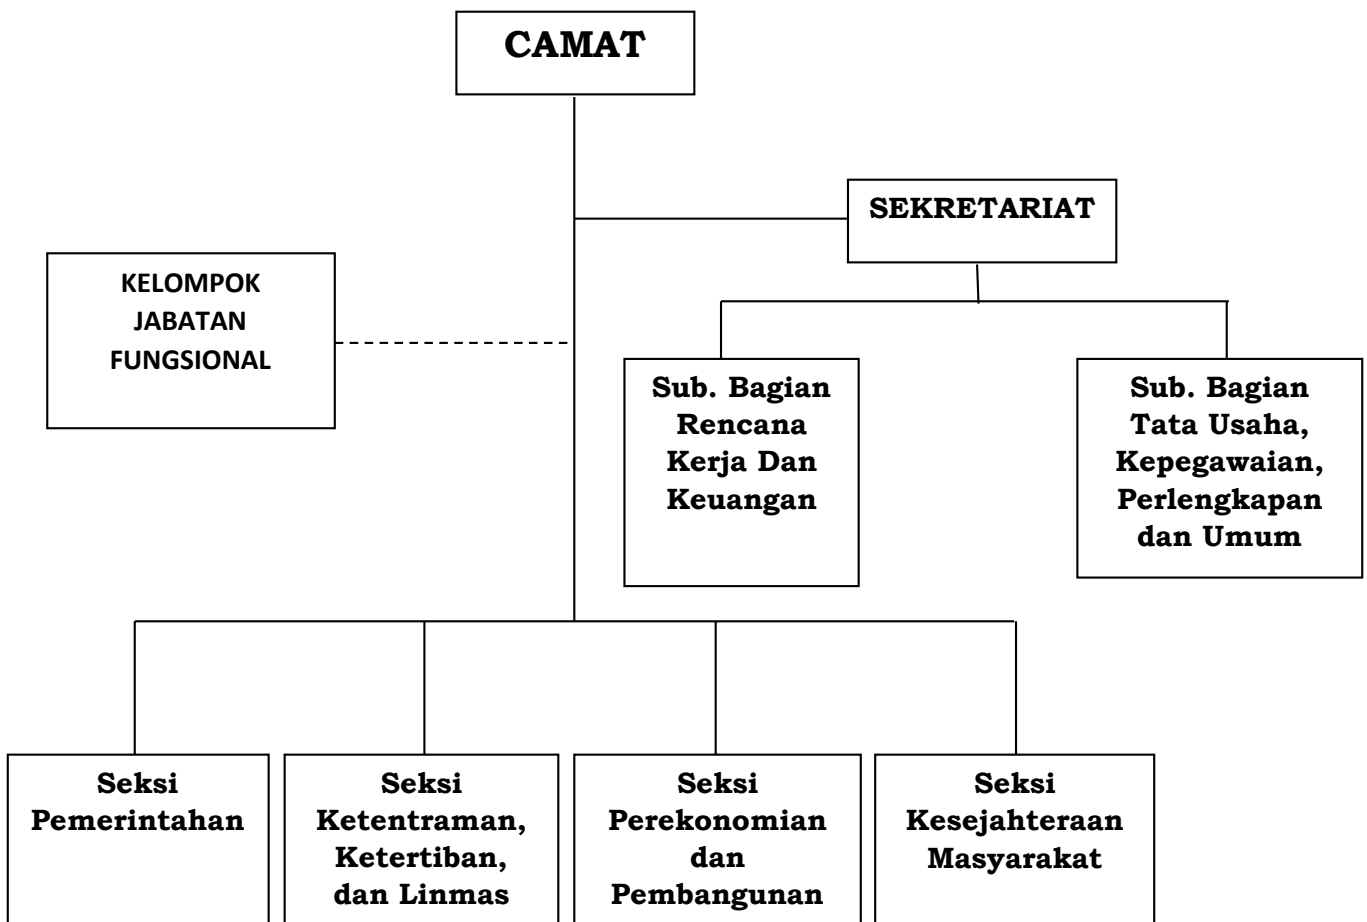 CAMAT
SEKRETARIAT
KELOMPOK
JABATAN
FUNGSIONAL
Sub. Bagian
Rencana
Kerja Dan
Keuangan
Sub. Bagian
Tata Usaha,
Kepegawaian,
Perlengkapan
dan Umum
Seksi
Pemerintahan
Seksi
Ketentraman,
Ketertiban,
dan Linmas
Seksi
Perekonomian
dan
Pembangunan
Seksi
Kesejahteraan
Masyarakat